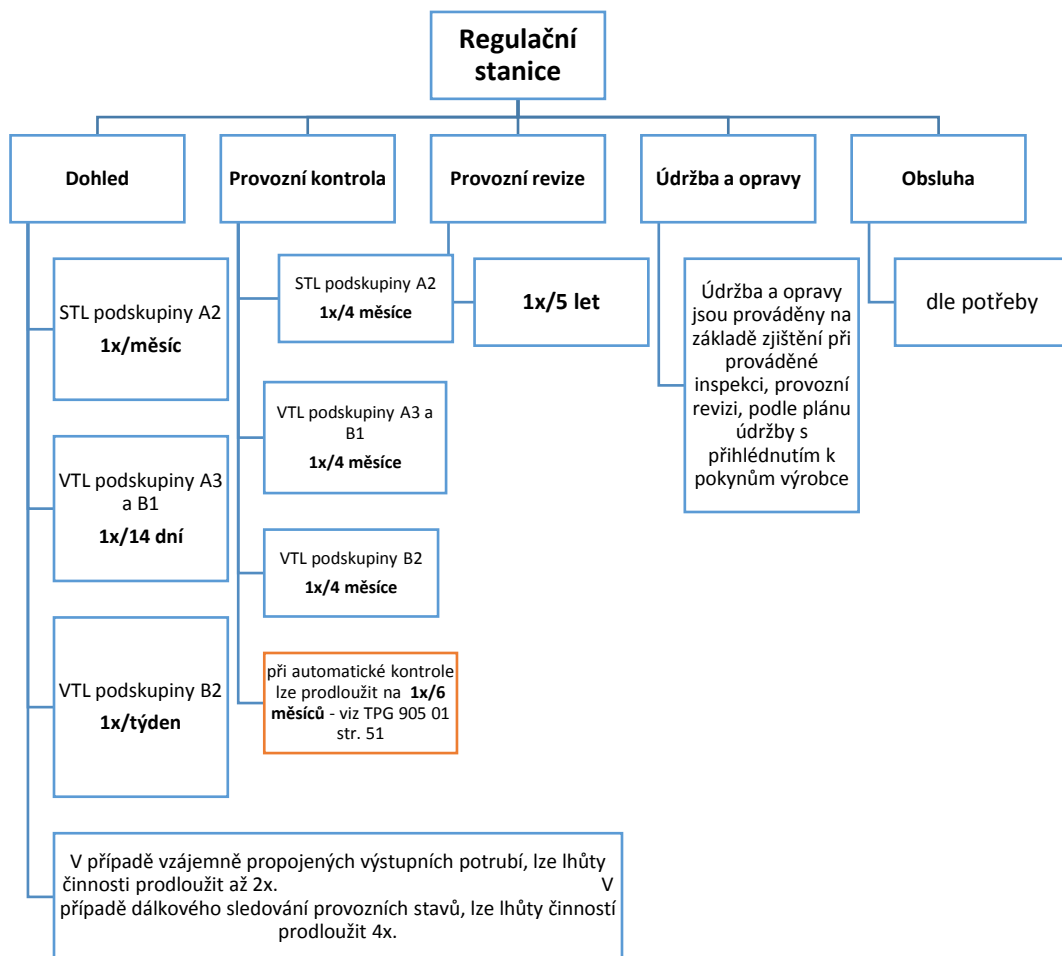 Regulační
stanice
Dohled
Provozní kontrola
Provozní revize
Údržba a opravy
Obsluha
STL podskupiny A2
1x/měsíc
VTL podskupiny A3
a B1
1x/14 dní
VTL podskupiny B2
1x/týden
V případě vzájemně propojených výstupních potrubí, lze lhůty
činnosti prodloužit až 2x. V
případě dálkového sledování provozních stavů, lze lhůty činností
prodloužit 4x.
STL podskupiny A2
1x/4 měsíce
VTL podskupiny A3 a
B1
1x/4 měsíce
VTL podskupiny B2
1x/4 měsíce
při automatické kontrole
lze prodloužit na 1x/6
měsíců - viz TPG 905 01
str. 51
1x/5 let
Údržba a opravy
jsou prováděny na
základě zjištění při
prováděné
inspekci, provozní
revizi, podle plánu
údržby s
přihlédnutím k
pokynům výrobce
dle potřeby